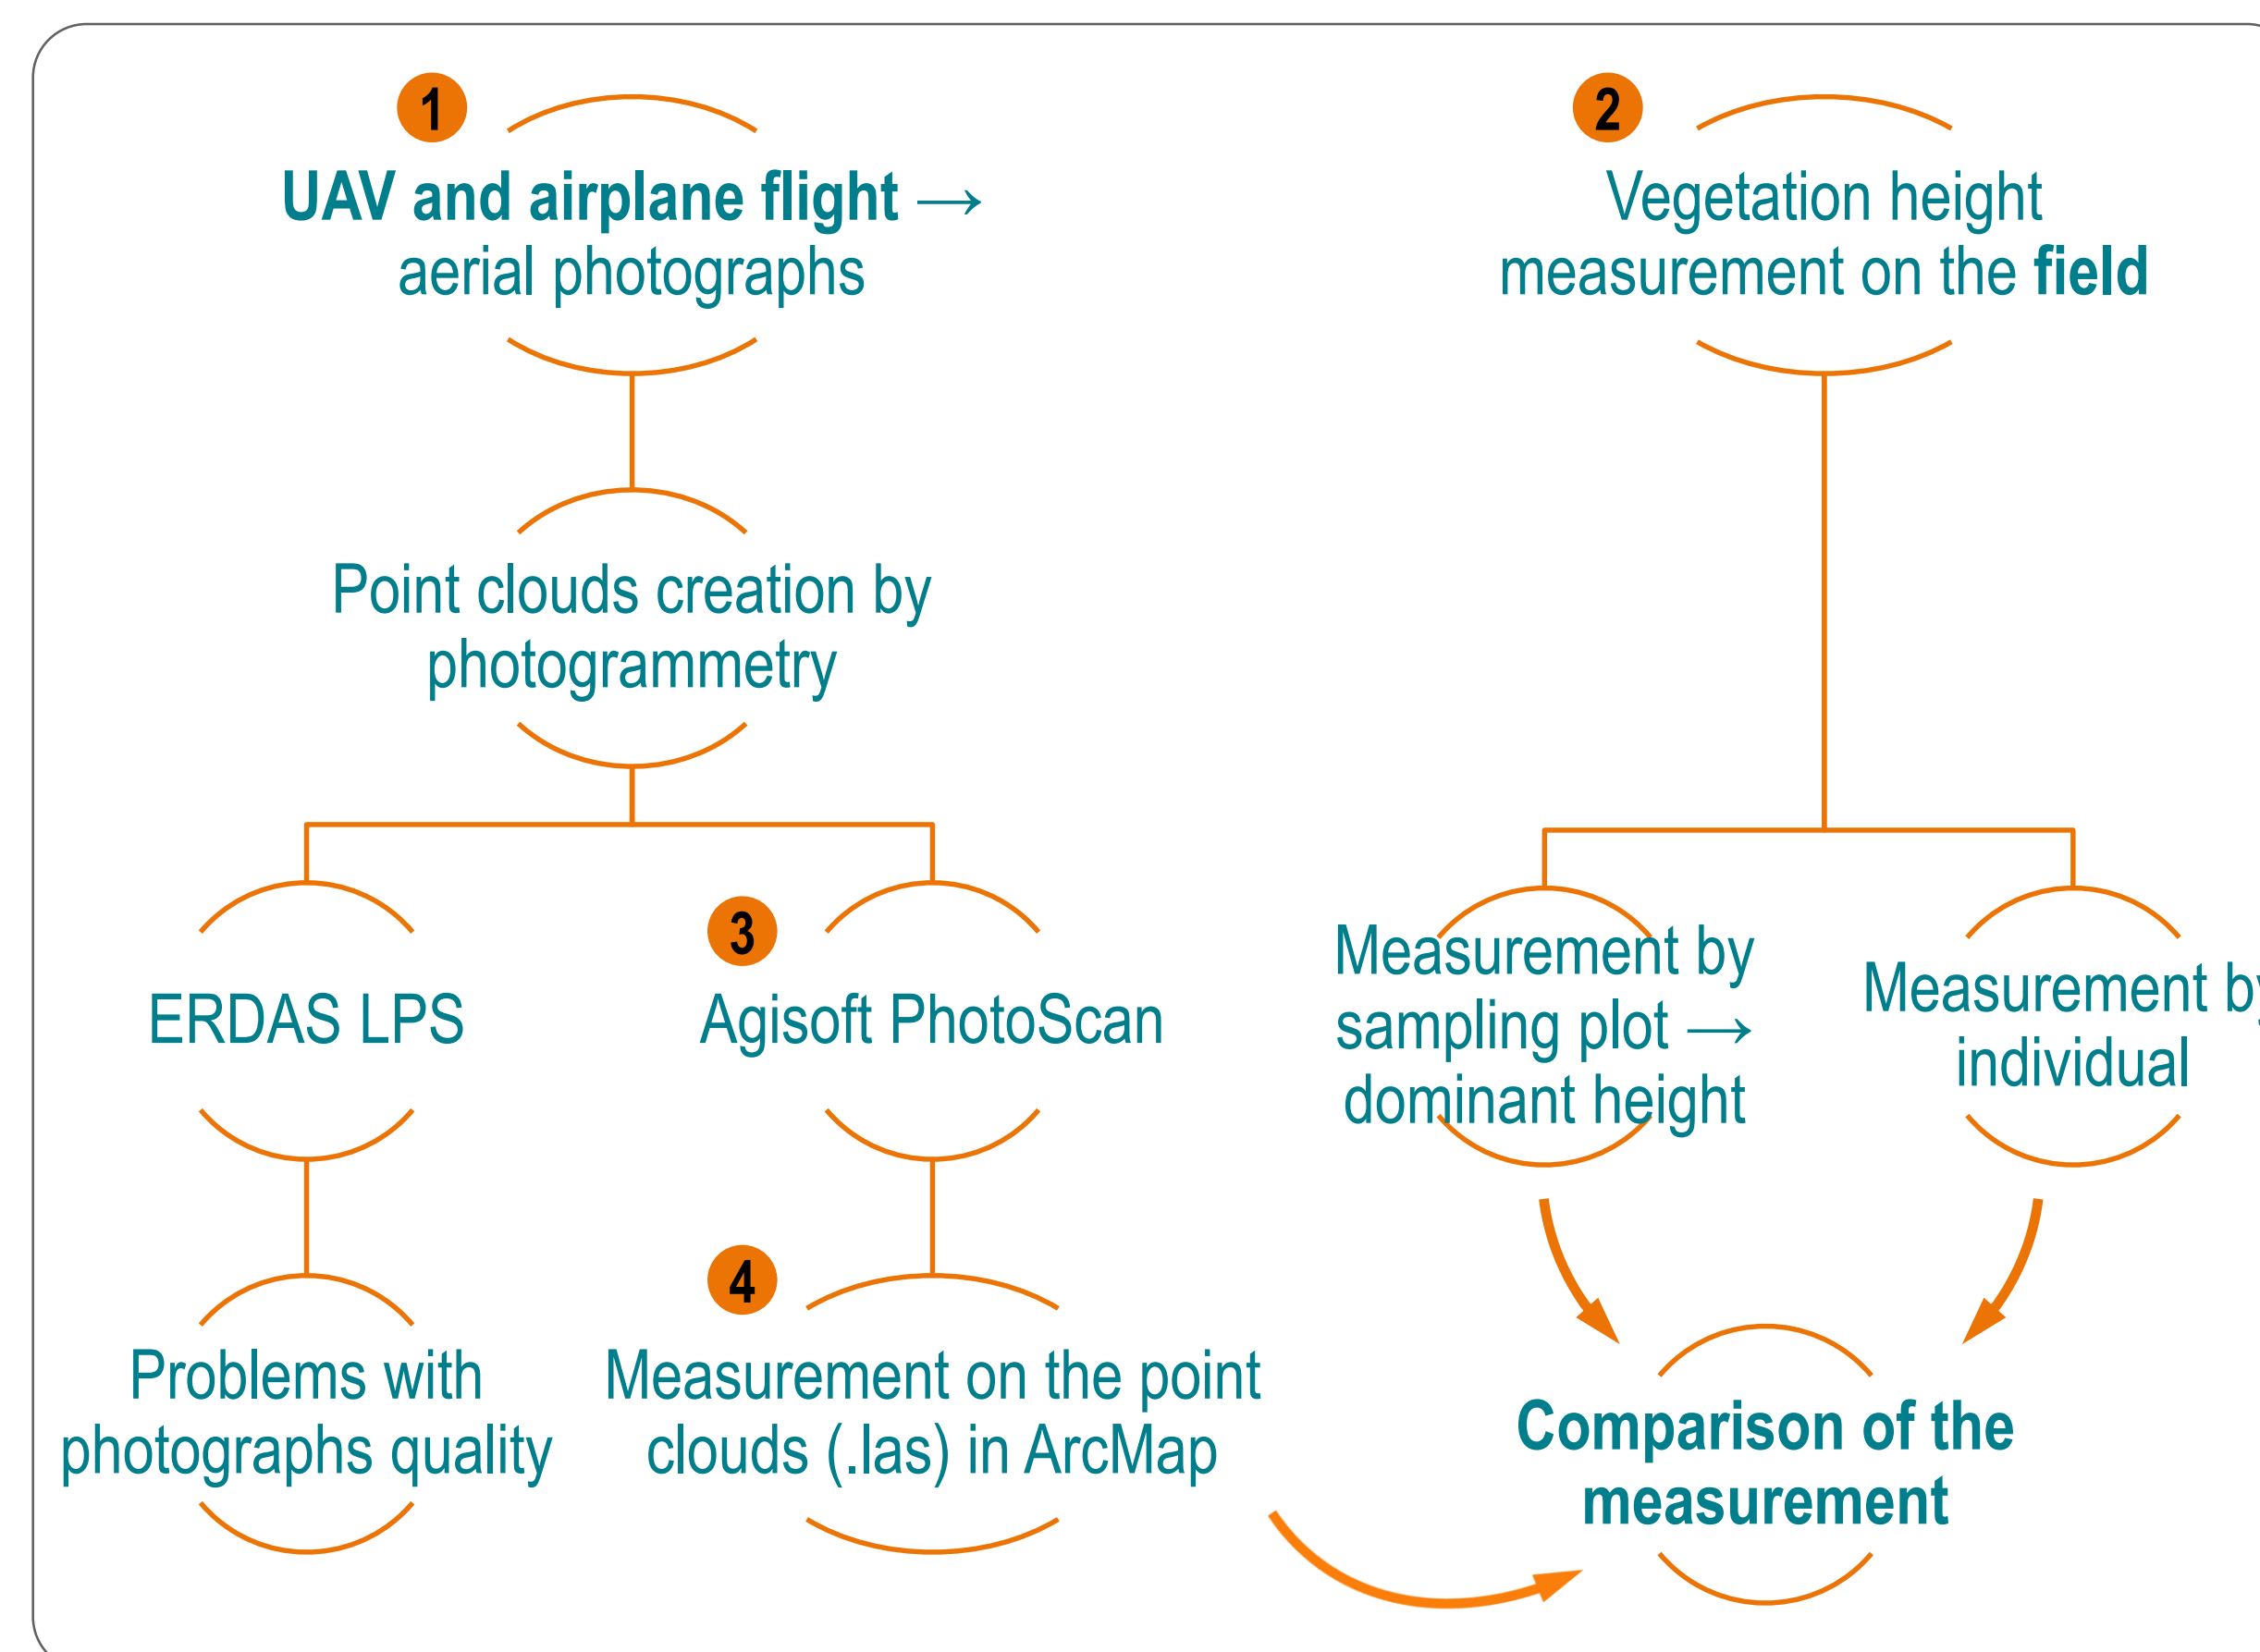 1
UAV and airplane flight →
aerial photographs
Point clouds creation by
photogrammetry
ERDAS LPS
Problems with
photographs quality
3
Agisoft PhotoScan
4
Measurement on the point
clouds (.las) in ArcMap
2
Vegetation height
measurement on the field
Measurement by
sampling plot →
dominant height
Measurement by
individual
Comparison of the
measurement